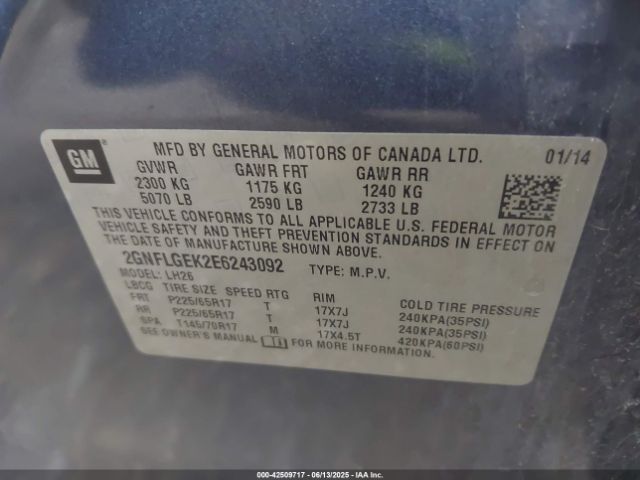 GM
MFD BY GENERAL MOTORS OF CANADA LTD. 01/14
GVWR GAWR FRT GAWR RR
2300 KG 1175 KG 1240 KG
5070 LB 2590 LB 2733 LB
THIS VEHICLE CONFORMS TO ALL APPLICABLE U.S. FEDERAL MOTOR
VEHICLE SAFETY AND THEFT PREVENTION STANDARDS IN EFFECT ON
THE DATE OF MANUFACTURE SHOWN ABOVE.
2GNFLGEK2E6243092 TYPE: M.P.V.
MODEL: LH26
LBCG TIRE SIZE SPEED RTG RIM COLD TIRE PRESSURE
FRT P225/65R17 T 17X7J 240KPA(35PSI)
RR P225/65R17 T 17X7J 240KPA(35PSI)
SPA T145/70R17 M 17X4.5T 420KPA(60PSI)
SEE OWNER'S MANUAL FOR MORE INFORMATION.
000-42509717 - 06/13/2025 - IAAI.com